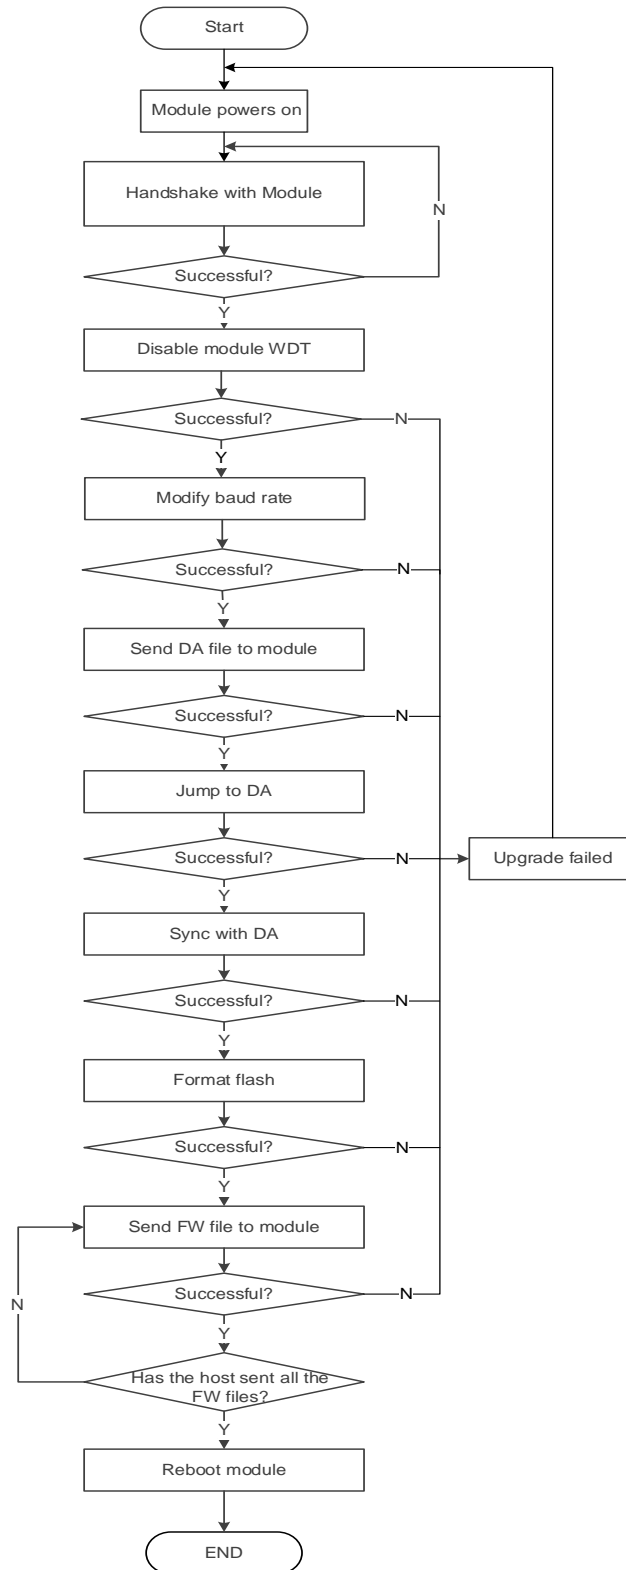 Start
Module powers on
Handshake with Module
N
Successful?
Y
Disable module WDT
Successful?
N
Y
Modify baud rate
Successful?
N
Y
Send DA file to module
Successful?
N
Y
Jump to DA
Successful?
N
Upgrade failed
Y
Sync with DA
Successful?
N
Y
Format flash
Successful?
N
Y
Send FW file to module
Successful?
N
N
Y
Has the host sent all the
FW files?
Y
Reboot module
END